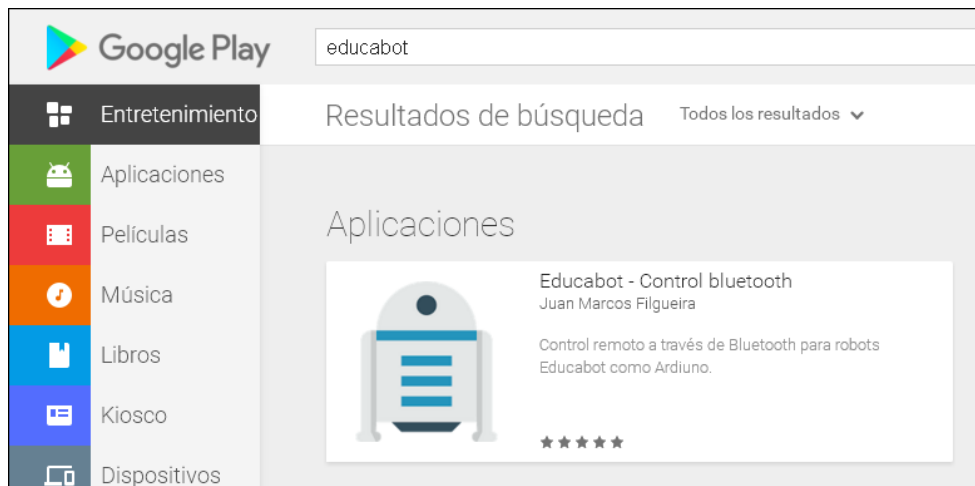 Google Play
educabot
Entretenimiento
Resultados de búsqueda
Todos los resultados
Aplicaciones
Películas
Música
Libros
Kiosco
Dispositivos
Aplicaciones
Educabot - Control bluetooth
Juan Marcos Filgueira
Control remoto a través de Bluetooth para robots
Educabot como Ardiuno.